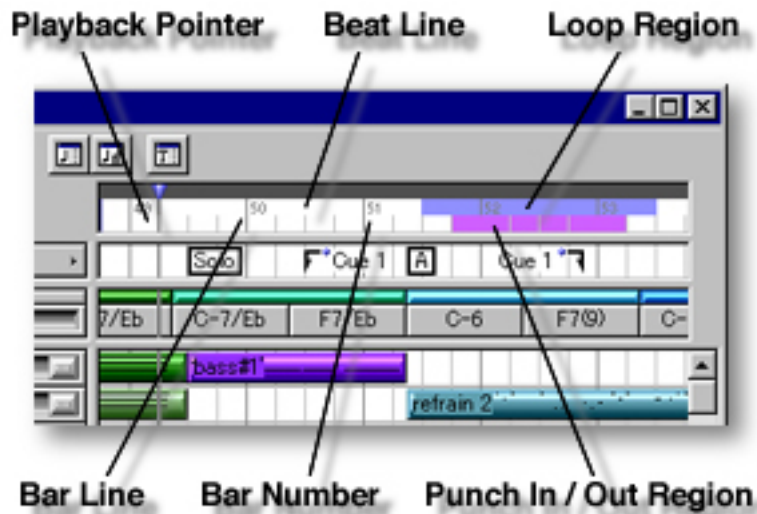 Playback Pointer Beat Line Loop Region
49 50 51 52 53
Solo Cue 1 A Cue 1
7/Eb C-7/Eb F7/Eb C-6 F7(9) C-
bass#1
refrain 2
Bar Line Bar Number Punch In / Out Region